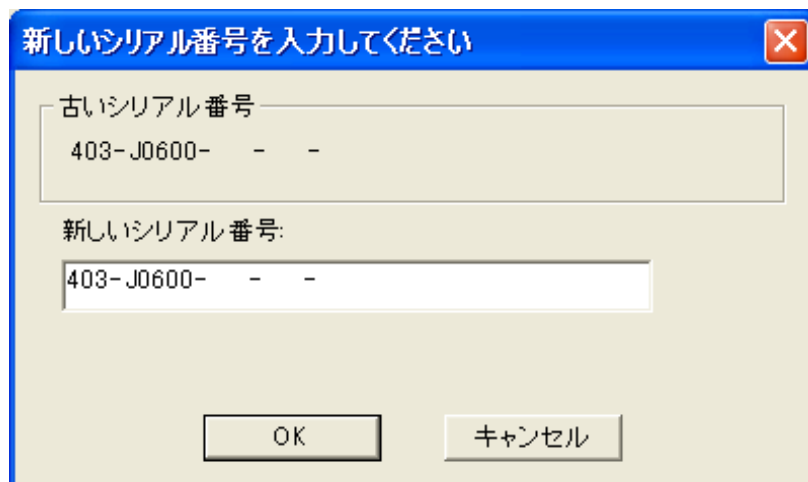 新しいシリアル番号を入力してください
古いシリアル番号
403-J0600-   -   -
新しいシリアル番号:
403-J0600-   -   -
OK キャンセル